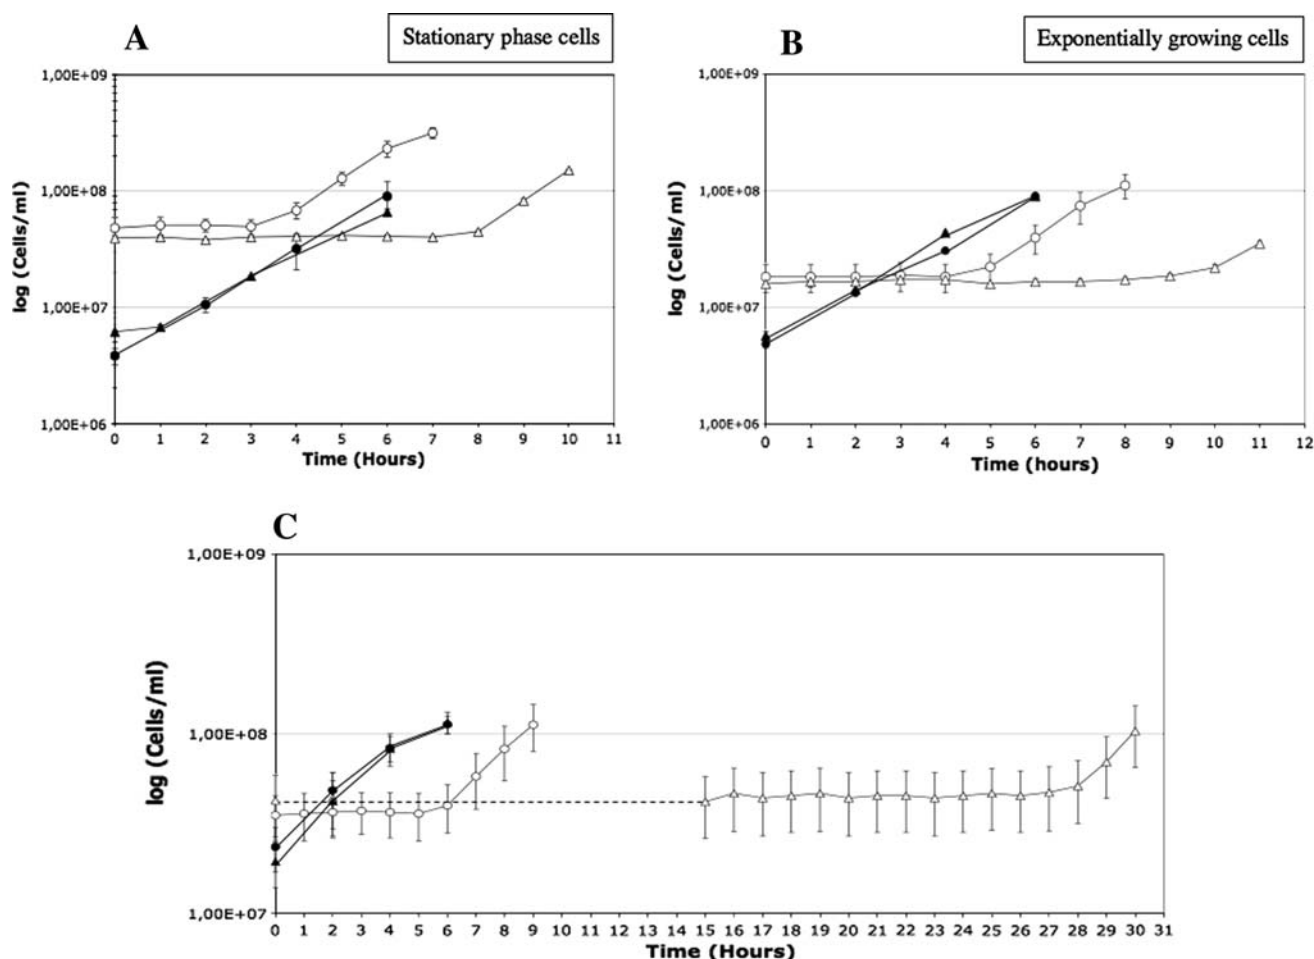 A
Stationary phase cells
1,00E+09
1,00E+08
1,00E+07
1,00E+06
log (Cells/ml)
0 1 2 3 4 5 6 7 8 9 10 11
Time (Hours)
B
Exponentially growing cells
1,00E+09
1,00E+08
1,00E+07
1,00E+06
log (Cells/ml)
0 1 2 3 4 5 6 7 8 9 10 11 12
Time (hours)
C
1,00E+09
1,00E+08
1,00E+07
log (Cells/ml)
0 1 2 3 4 5 6 7 8 9 10 11 12 13 14 15 16 17 18 19 20 21 22 23 24 25 26 27 28 29 30 31
Time (Hours)